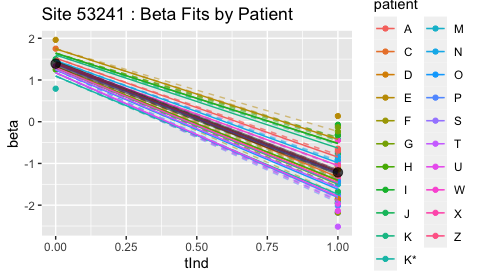 Site 53241 : Beta Fits by Patient
patient
A
C
D
E
F
G
H
I
J
K
K*
M
N
O
P
S
T
U
W
X
Z
beta
2
1
0
-1
-2
0.00
0.25
0.50
0.75
1.00
tInd